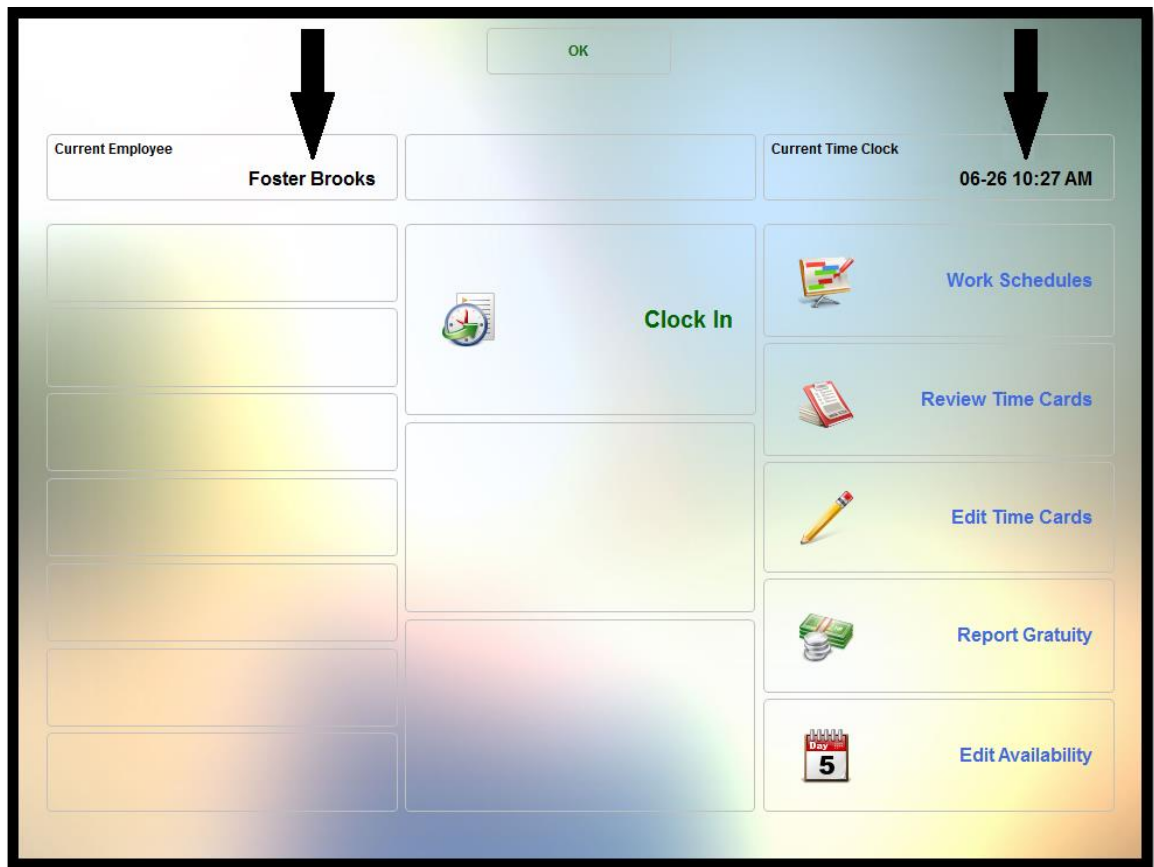 OK
Current Employee
Foster Brooks
Current Time Clock
06-26 10:27 AM
Clock In
Work Schedules
Review Time Cards
Edit Time Cards
Report Gratuity
Day
5
Edit Availability